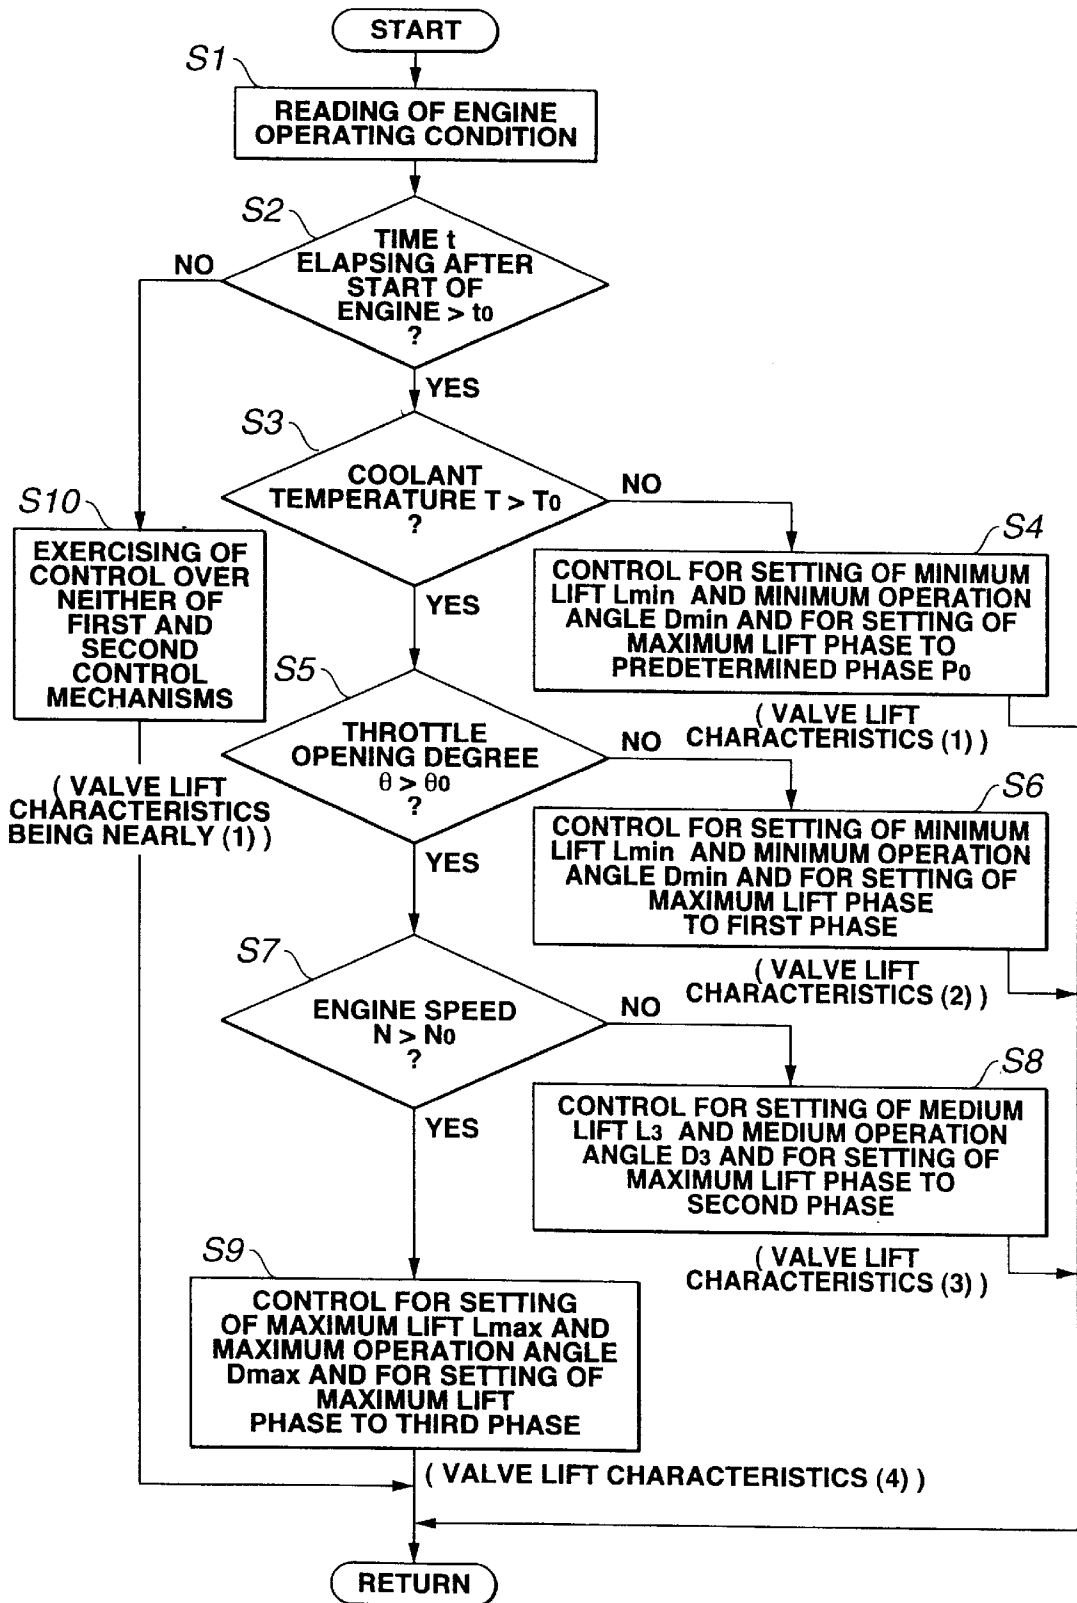 START
S1
READING OF ENGINE
OPERATING CONDITION
S2
TIME t
ELAPSING AFTER
START OF
ENGINE > t0
?
NO
YES
S3
COOLANT
TEMPERATURE T > T0
?
NO
YES
S10
EXERCISING OF
CONTROL OVER
NEITHER OF
FIRST AND
SECOND
CONTROL
MECHANISMS
( VALVE LIFT
CHARACTERISTICS
BEING NEARLY (1) )
S4
CONTROL FOR SETTING OF MINIMUM
LIFT Lmin AND MINIMUM OPERATION
ANGLE Dmin AND FOR SETTING OF
MAXIMUM LIFT PHASE TO
PREDETERMINED PHASE P0
( VALVE LIFT
CHARACTERISTICS (1) )
S5
THROTTLE
OPENING DEGREE
θ > θ0
?
NO
YES
S6
CONTROL FOR SETTING OF MINIMUM
LIFT Lmin AND MINIMUM OPERATION
ANGLE Dmin AND FOR SETTING OF
MAXIMUM LIFT PHASE
TO FIRST PHASE
( VALVE LIFT
CHARACTERISTICS (2) )
S7
ENGINE SPEED
N > N0
?
NO
YES
S8
CONTROL FOR SETTING OF MEDIUM
LIFT L3 AND MEDIUM OPERATION
ANGLE D3 AND FOR SETTING OF
MAXIMUM LIFT PHASE TO
SECOND PHASE
( VALVE LIFT
CHARACTERISTICS (3) )
S9
CONTROL FOR SETTING
OF MAXIMUM LIFT Lmax AND
MAXIMUM OPERATION ANGLE
Dmax AND FOR SETTING OF
MAXIMUM LIFT
PHASE TO THIRD PHASE
( VALVE LIFT CHARACTERISTICS (4) )
RETURN